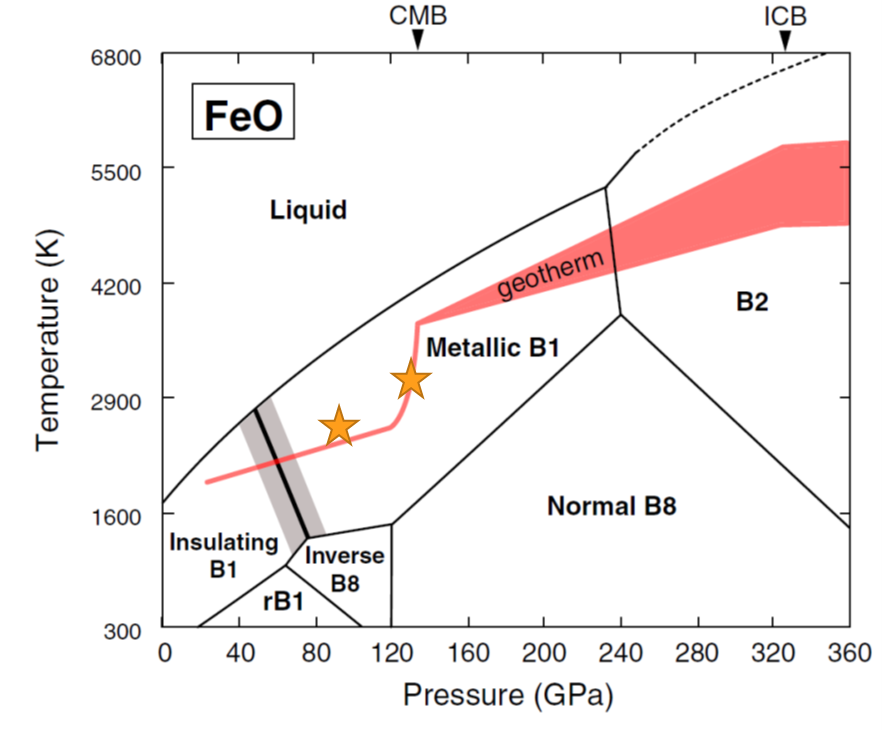 CMB
ICB
6800
5500
4200
2900
1600
300
Temperature (K)
FeO
Liquid
geotherm
B2
Metallic B1
Normal B8
Insulating
B1
Inverse
B8
rB1
0 40 80 120 160 200 240 280 320 360
Pressure (GPa)